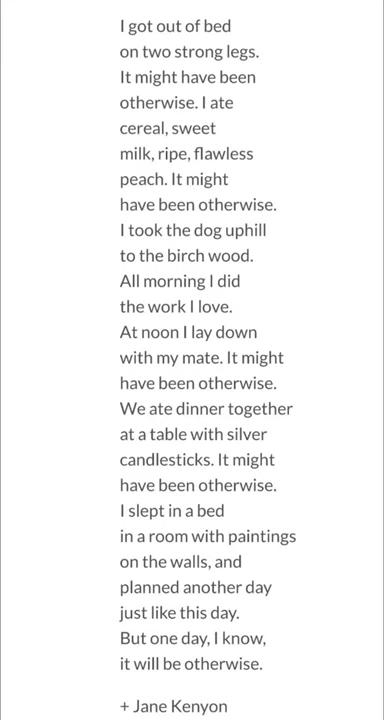 I got out of bed
on two strong legs.
It might have been
otherwise. I ate
cereal, sweet
milk, ripe, flawless
peach. It might
have been otherwise.
I took the dog uphill
to the birch wood.
All morning I did
the work I love.
At noon I lay down
with my mate. It might
have been otherwise.
We ate dinner together
at a table with silver
candlesticks. It might
have been otherwise.
I slept in a bed
in a room with paintings
on the walls, and
planned another day
just like this day.
But one day, I know,
it will be otherwise.
+ Jane Kenyon